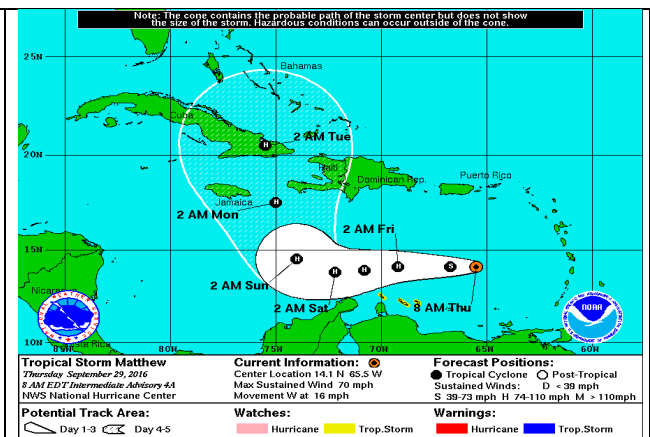 Note: The cone contains the probable path of the storm center but does not show
the size of the storm. Hazardous conditions can occur outside of the cone.
25N
Bahamas
Cuba
2 AM Tue
20N
Haiti
Dominican Rep.
Puerto Rico
Jamaica
2 AM Mon
2 AM Fri
15N
2 AM Sun
2 AM Sat
8 AM Thu
NOAA
10N
75W
70W
65W
60W
Tropical Storm Matthew
Thursday September 29, 2016
8 AM EDT Intermediate Advisory 4A
NWS National Hurricane Center
Current Information:
Center Location 14.1 N 65.5 W
Max Sustained Wind 70 mph
Movement W at 16 mph
Forecast Positions:
Tropical Cyclone Post-Tropical
Sustained Winds: D < 39 mph
S 39-73 mph H 74-110 mph M > 110mph
Potential Track Area:
Day 1-3 Day 4-5
Watches:
Hurricane Trop.Storm
Warnings:
Hurricane Trop.Storm